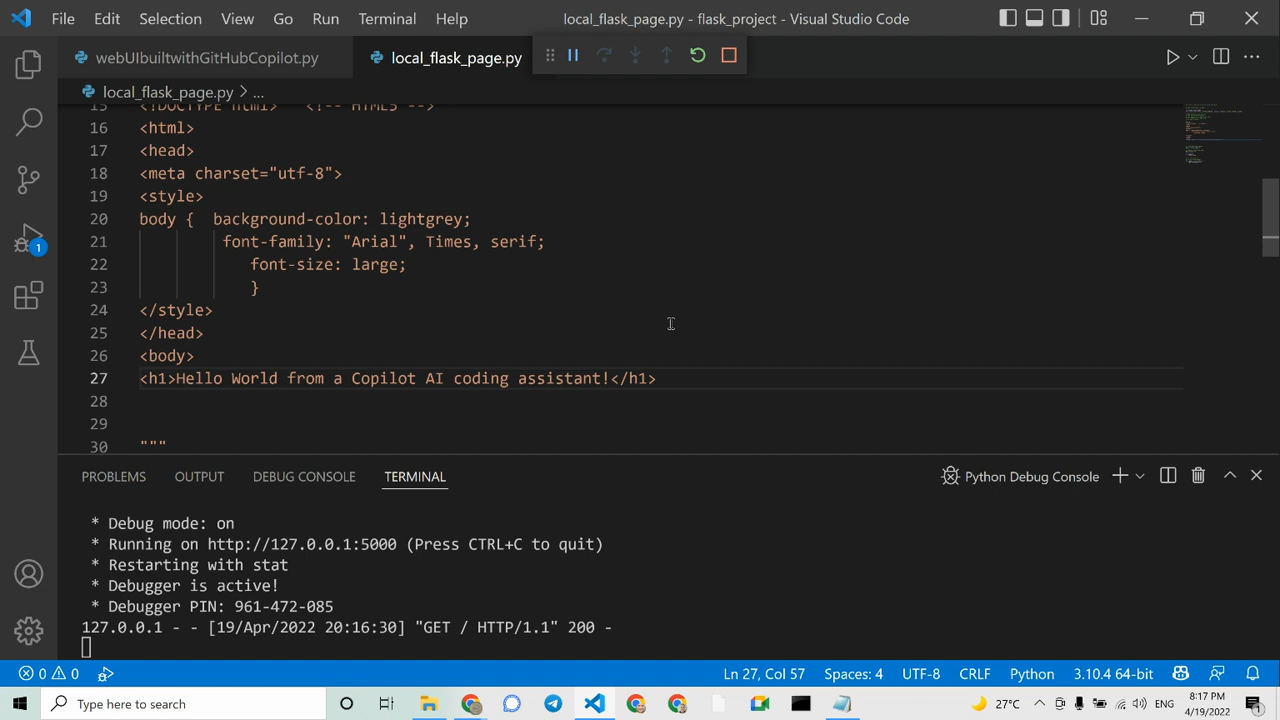 File Edit Selection View Go Run Terminal Help local_flask_page.py - flask_project - Visual Studio Code
webUIbuiltwithGitHubCopilot.py local_flask_page.py
local_flask_page.py > ...
15 <!DOCTYPE html> <!-- HTML5 -->
16 <html>
17 <head>
18 <meta charset="utf-8">
19 <style>
20 body { background-color: lightgrey;
21 font-family: "Arial", Times, serif;
22 font-size: large;
23 }
24 </style>
25 </head>
26 <body>
27 <h1>Hello World from a Copilot AI coding assistant!</h1>
28
29
30 """
1
PROBLEMS OUTPUT DEBUG CONSOLE TERMINAL Python Debug Console
* Debug mode: on
* Running on http://127.0.0.1:5000 (Press CTRL+C to quit)
* Restarting with stat
* Debugger is active!
* Debugger PIN: 961-472-085
127.0.0.1 - - [19/Apr/2022 20:16:30] "GET / HTTP/1.1" 200 -
0 0 Ln 27, Col 57 Spaces: 4 UTF-8 CRLF Python 3.10.4 64-bit
Type here to search 27°C ENG 8:17 PM
4/19/2022
1